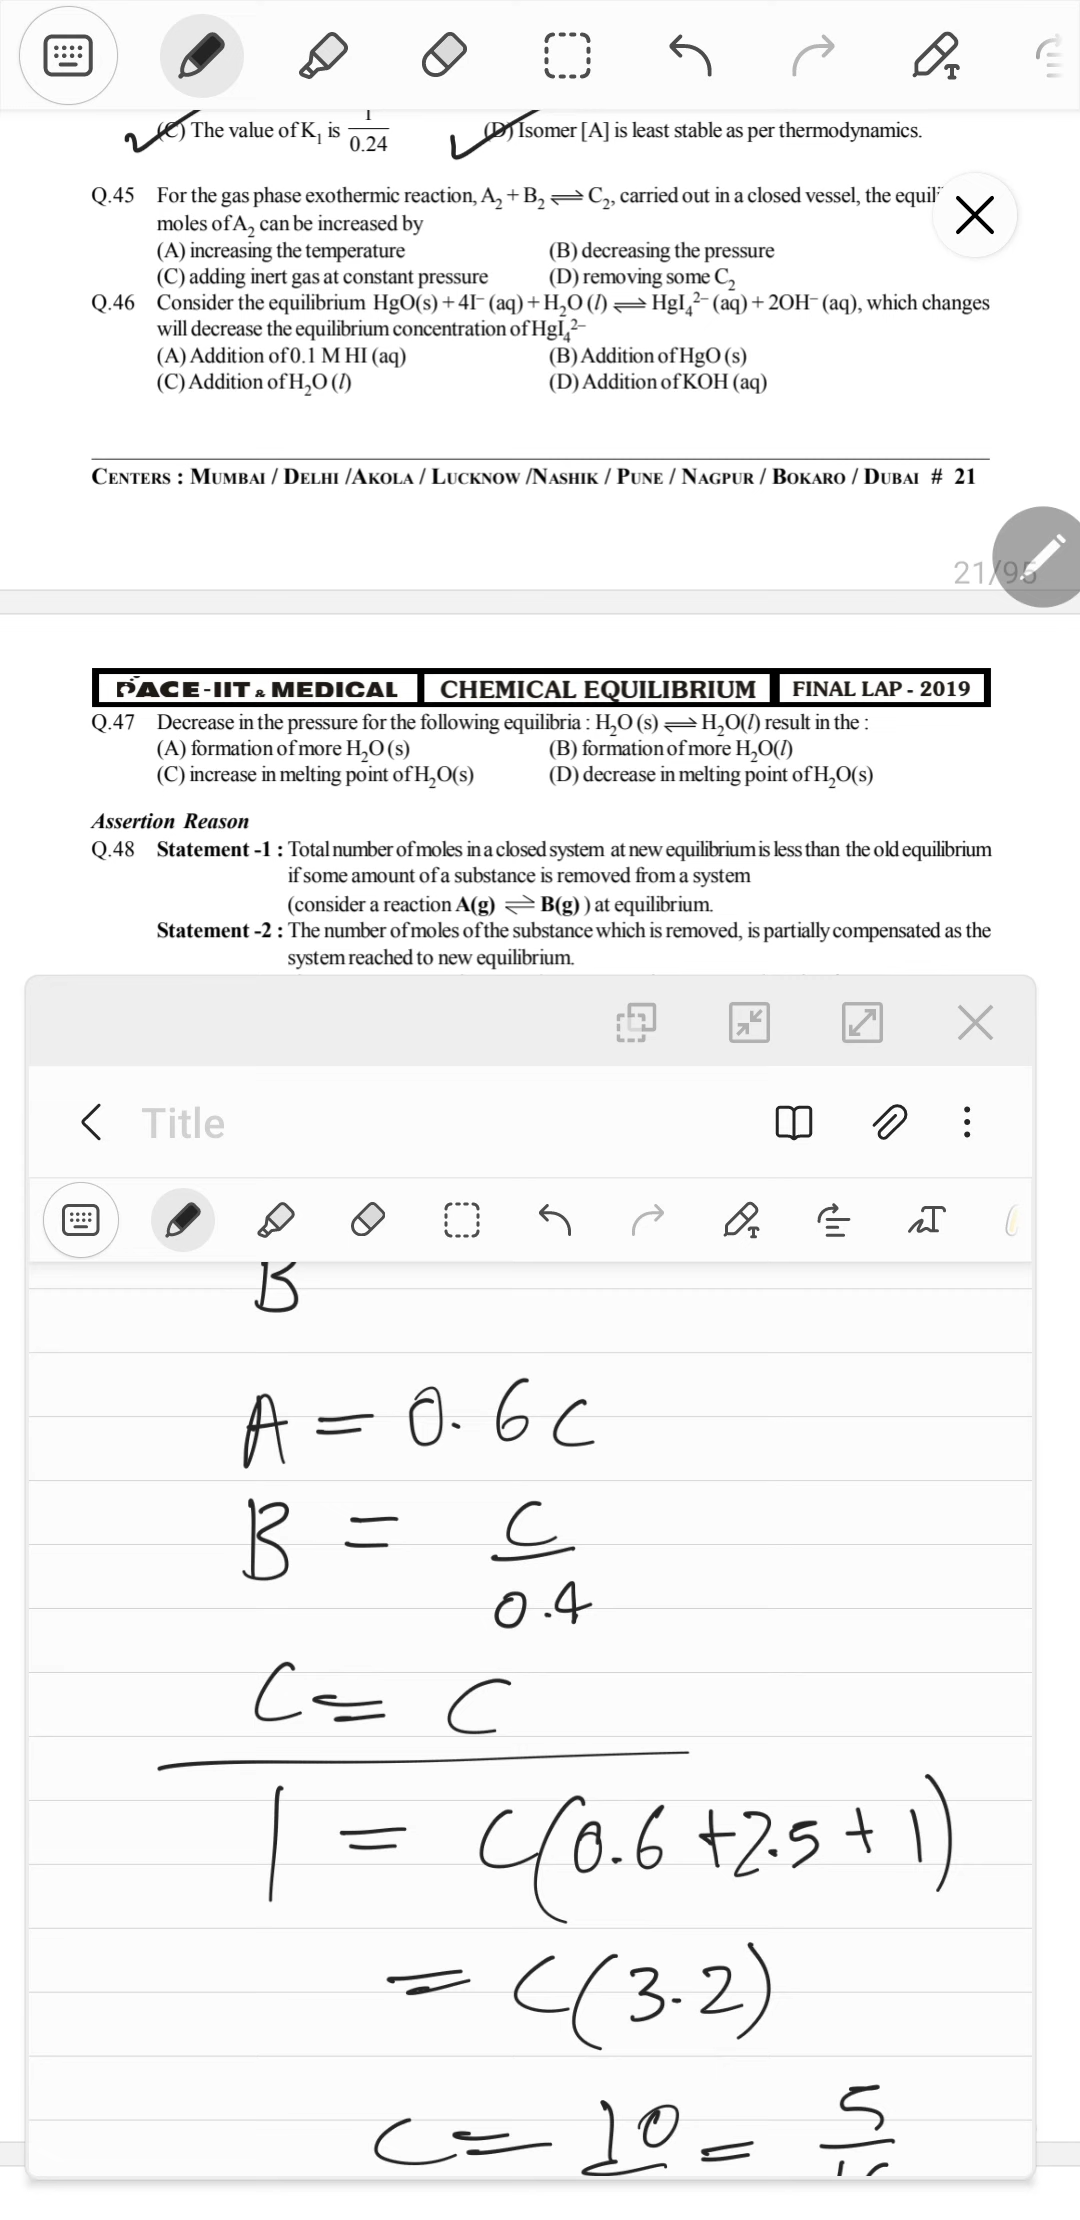 (C) The value of K₁ is 1/0.24 (D) Isomer [A] is least stable as per thermodynamics.
Q.45 For the gas phase exothermic reaction, A₂ + B₂ ⇌ C₂, carried out in a closed vessel, the
moles of A₂ can be increased by
(A) increasing the temperature (B) decreasing the pressure
(C) adding inert gas at constant pressure (D) removing some C₂
Q.46 Consider the equilibrium HgO(s) + 4I⁻ (aq) + H₂O (l) ⇌ HgI₄²⁻ (aq) + 2OH⁻ (aq), which changes
will decrease the equilibrium concentration of HgI₄²⁻
(A) Addition of 0.1 M HI (aq) (B) Addition of HgO (s)
(C) Addition of H₂O (l) (D) Addition of KOH (aq)
CENTERS : MUMBAI / DELHI /AKOLA / LUCKNOW /NASHIK / PUNE / NAGPUR / BOKARO / DUBAI # 21
21/95
PACE-IIT & MEDICAL CHEMICAL EQUILIBRIUM FINAL LAP - 2019
Q.47 Decrease in the pressure for the following equilibria : H₂O (s) ⇌ H₂O(l) result in the :
(A) formation of more H₂O (s) (B) formation of more H₂O(l)
(C) increase in melting point of H₂O(s) (D) decrease in melting point of H₂O(s)
Assertion Reason
Q.48 Statement -1 : Total number of moles in a closed system at new equilibrium is less than the old equilibrium
if some amount of a substance is removed from a system
(consider a reaction A(g) ⇌ B(g) ) at equilibrium.
Statement -2 : The number of moles of the substance which is removed, is partially compensated as the
system reached to new equilibrium.
Title
B
A = 0.6C
B = C/0.4
C = C
1 = C(0.6+2.5+1)
= C(3.2)
C = 10 = 5